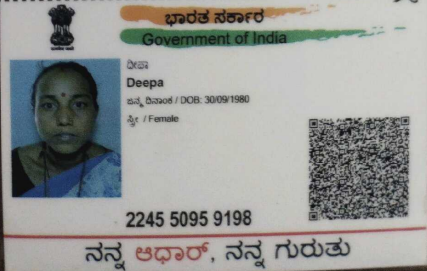 ಭಾರತ ಸರ್ಕಾರ
Government of India
ದೀಪಾ
Deepa
ಜನ್ಮ ದಿನಾಂಕ / DOB: 30/09/1980
ಸ್ತ್ರೀ / Female
2245 5095 9198
ನನ್ನ ಆಧಾರ್, ನನ್ನ ಗುರುತು